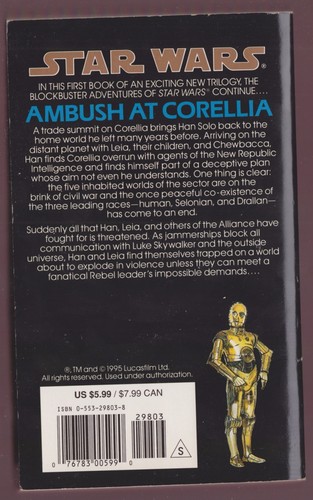 STAR WARS®
IN THIS FIRST BOOK OF AN EXCITING NEW TRILOGY, THE
BLOCKBUSTER ADVENTURES OF STAR WARS® CONTINUE....
AMBUSH AT CORELLIA
A trade summit on Corellia brings Han Solo back to
the home world he left many years before. Arriving on the
distant planet with Leia, their children, and Chewbacca,
Han finds Corellia overrun with agents of the New Republic
Intelligence and finds himself part of a deceptive plan
whose aim not even he understands. One thing is clear:
the five inhabited worlds of the sector are on the
brink of civil war and the once peaceful co-existence of
the three leading races—human, Selonian, and Drallan—
has come to an end.
Suddenly all that Han, Leia, and others of the Alliance have
fought for is threatened. As jammerships block all
communication with Luke Skywalker and the outside
universe, Han and Leia find themselves trapped on a world
about to explode in violence unless they can meet a
fanatical Rebel leader's impossible demands....
®,TM and © 1995 Lucasfilm Ltd.
All rights reserved. Used under authorization.
US $5.99 / $7.99 CAN
ISBN 0-553-29803-8
29803
0 76783 00599 0
S